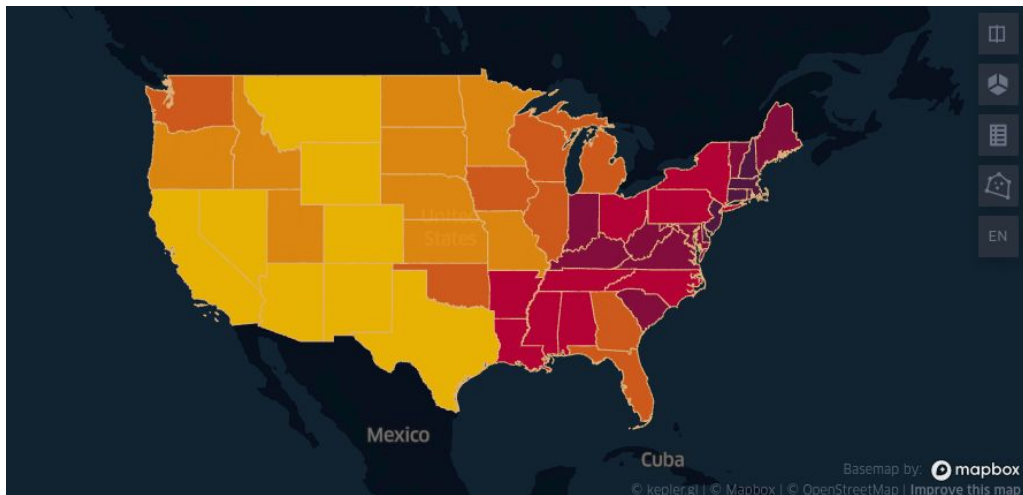 EN
United
States
Mexico
Cuba
Basemap by: mapbox
© kepler.gl | © Mapbox | © OpenStreetMap | Improve this map